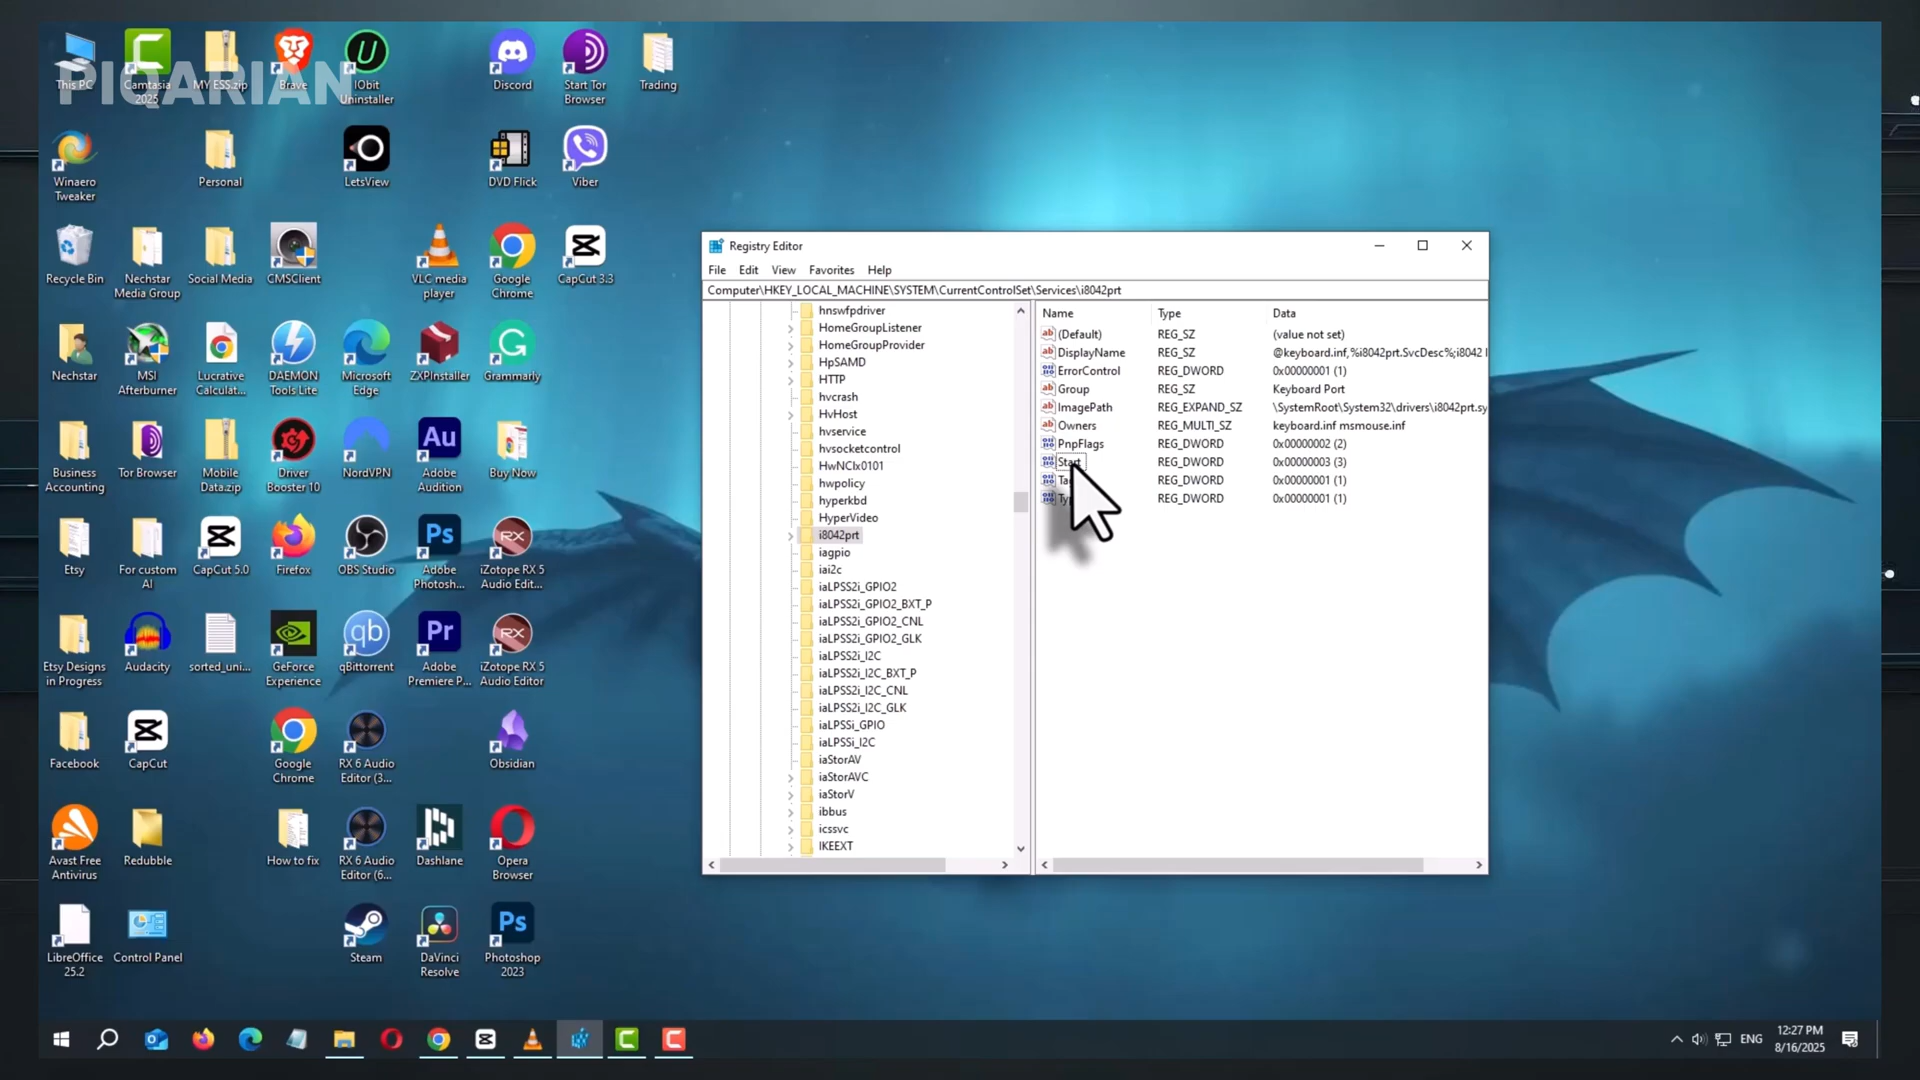 PIQARIAN
This PC
Camtasia
2025
MY ESS.zip
Brave
IObit
Uninstaller
Discord
Start Tor
Browser
Trading
Winaero
Tweaker
Personal
LetsView
DVD Flick
Viber
Recycle Bin
Nechstar
Media Group
Social Media
CMSClient
VLC media
player
Google
Chrome
CapCut 3.3
Nechstar
MSI
Afterburner
Lucrative
Calculat...
DAEMON
Tools Lite
Microsoft
Edge
ZXPInstaller
Grammarly
Business
Accounting
Tor Browser
Mobile
Data.zip
Driver
Booster 10
NordVPN
Adobe
Audition
Buy Now
Etsy
For custom
AI
CapCut 5.0
Firefox
OBS Studio
Adobe
Photosh...
iZotope RX 5
Audio Edit...
Etsy Designs
in Progress
Audacity
sorted_uni...
GeForce
Experience
qBittorrent
Adobe
Premiere P...
iZotope RX 5
Audio Editor
Facebook
CapCut
Google
Chrome
RX 6 Audio
Editor (3...
Obsidian
Avast Free
Antivirus
Redubble
How to fix
RX 6 Audio
Editor (6...
Dashlane
Opera
Browser
LibreOffice
25.2
Control Panel
Steam
DaVinci
Resolve
Photoshop
2023
Registry Editor
File Edit View Favorites Help
Computer\HKEY_LOCAL_MACHINE\SYSTEM\CurrentControlSet\Services\i8042prt
hnswfpdriver
HomeGroupListener
HomeGroupProvider
HpSAMD
HTTP
hvcrash
HvHost
hvservice
hvsocketcontrol
HwNClx0101
hwpolicy
hyperkbd
HyperVideo
i8042prt
iagpio
iai2c
iaLPSS2i_GPIO2
iaLPSS2i_GPIO2_BXT_P
iaLPSS2i_GPIO2_CNL
iaLPSS2i_GPIO2_GLK
iaLPSS2i_I2C
iaLPSS2i_I2C_BXT_P
iaLPSS2i_I2C_CNL
iaLPSS2i_I2C_GLK
iaLPSSi_GPIO
iaLPSSi_I2C
iaStorAV
iaStorAVC
iaStorV
ibbus
icssvc
IKEEXT
Name Type Data
(Default) REG_SZ (value not set)
DisplayName REG_SZ @keyboard.inf,%i8042prt.SvcDesc%;i8042
ErrorControl REG_DWORD 0x00000001 (1)
Group REG_SZ Keyboard Port
ImagePath REG_EXPAND_SZ \SystemRoot\System32\drivers\i8042prt.sy
Owners REG_MULTI_SZ keyboard.inf msmouse.inf
PnpFlags REG_DWORD 0x00000002 (2)
Start REG_DWORD 0x00000003 (3)
REG_DWORD 0x00000001 (1)
REG_DWORD 0x00000001 (1)
ENG
12:27 PM
8/16/2025